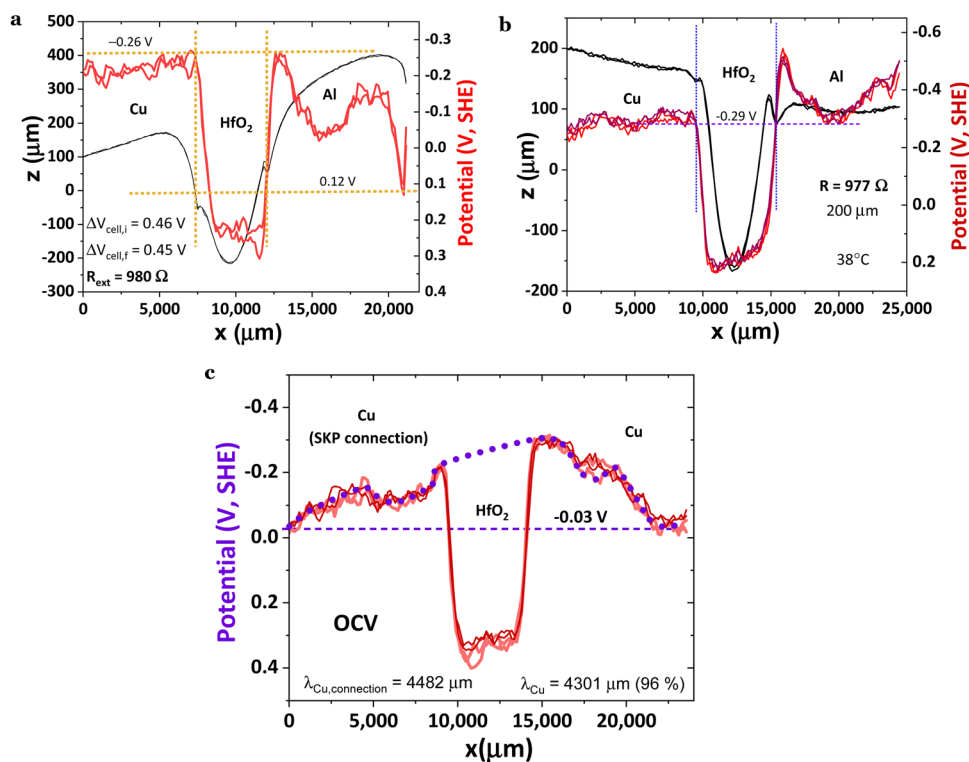 a
−0.26 V
Cu
HfO2
Al
0.12 V
ΔVcell,i = 0.46 V
ΔVcell,f = 0.45 V
Rext = 980 Ω
z (μm)
400
300
200
100
0
-100
-200
-300
0
5,000
10,000
15,000
20,000
x (μm)
-0.3
-0.2
-0.1
0.0
0.1
0.2
0.3
0.4
Potential (V, SHE)
b
HfO2
Al
Cu
-0.29 V
R = 977 Ω
200 μm
38°C
z (μm)
200
100
0
-100
-200
0
5,000
10,000
15,000
20,000
25,000
x (μm)
-0.6
-0.4
-0.2
0.0
0.2
Potential (V, SHE)
c
Cu
(SKP connection)
Cu
HfO2
-0.03 V
OCV
λCu,connection = 4482 μm
λCu = 4301 μm (96 %)
Potential (V, SHE)
-0.4
-0.2
0.0
0.2
0.4
0
5,000
10,000
15,000
20,000
x(μm)